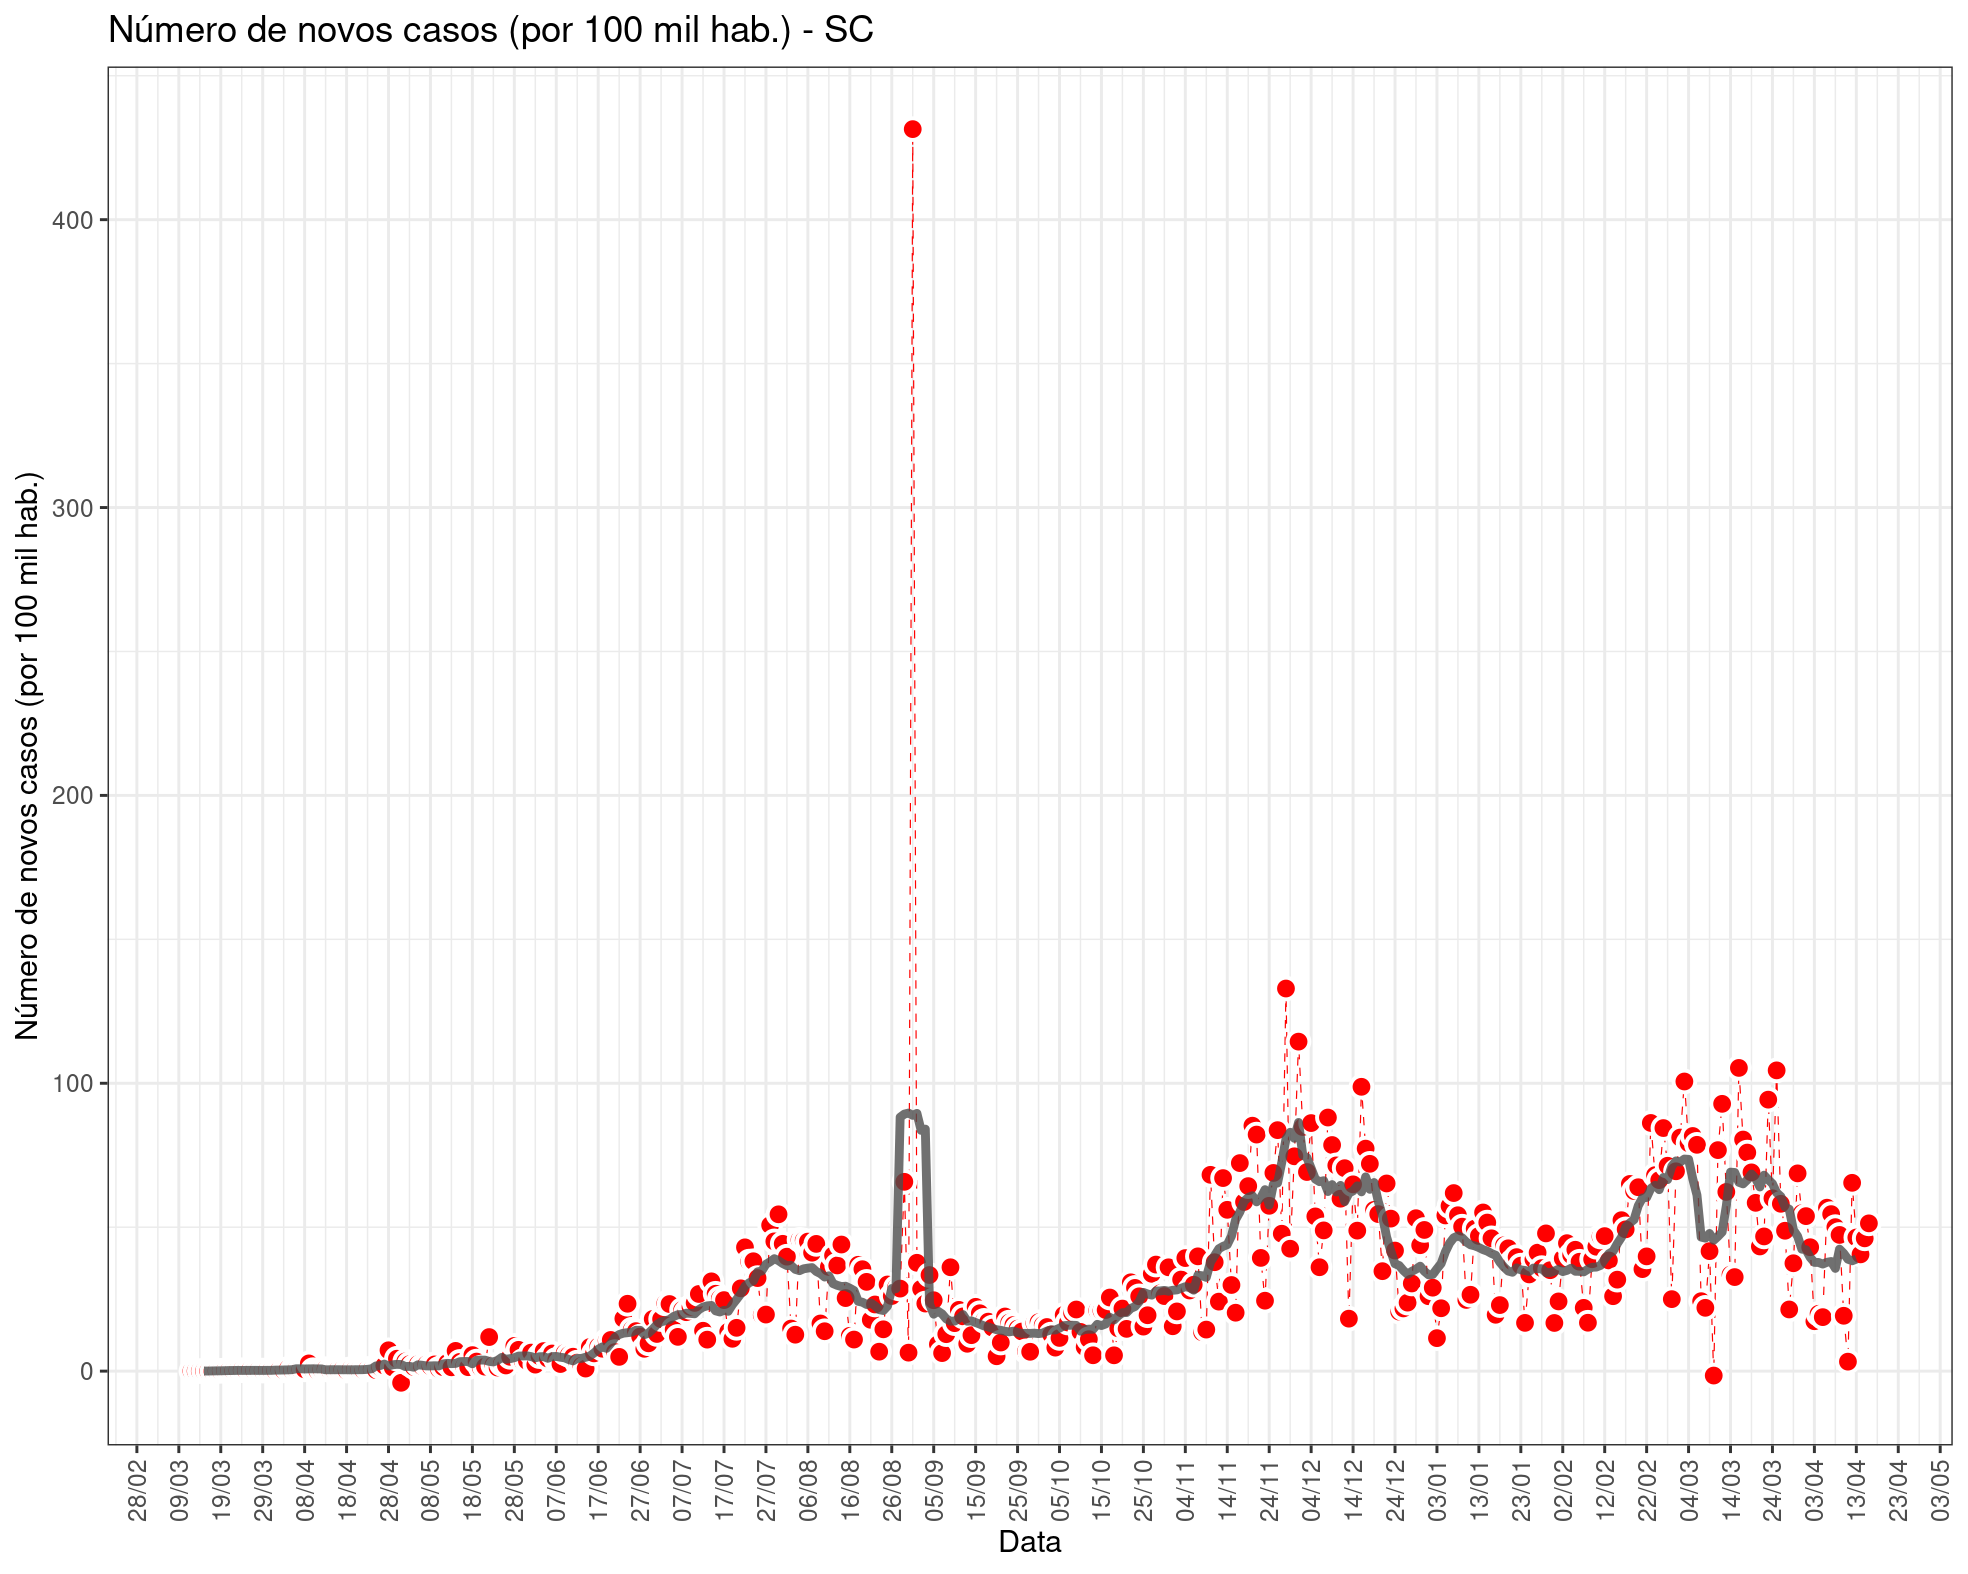 Número de novos casos (por 100 mil hab.) - SC
Número de novos casos (por 100 mil hab.)
400
300
200
100
0
28/02 09/03 19/03 29/03 08/04 18/04 28/04 08/05 18/05 28/05 07/06 17/06 27/06 07/07 17/07 27/07 06/08 16/08 26/08 05/09 15/09 25/09 05/10 15/10 25/10 04/11 14/11 24/11 04/12 14/12 24/12 03/01 13/01 23/01 02/02 12/02 22/02 04/03 14/03 24/03 03/04 13/04 23/04 03/05
Data